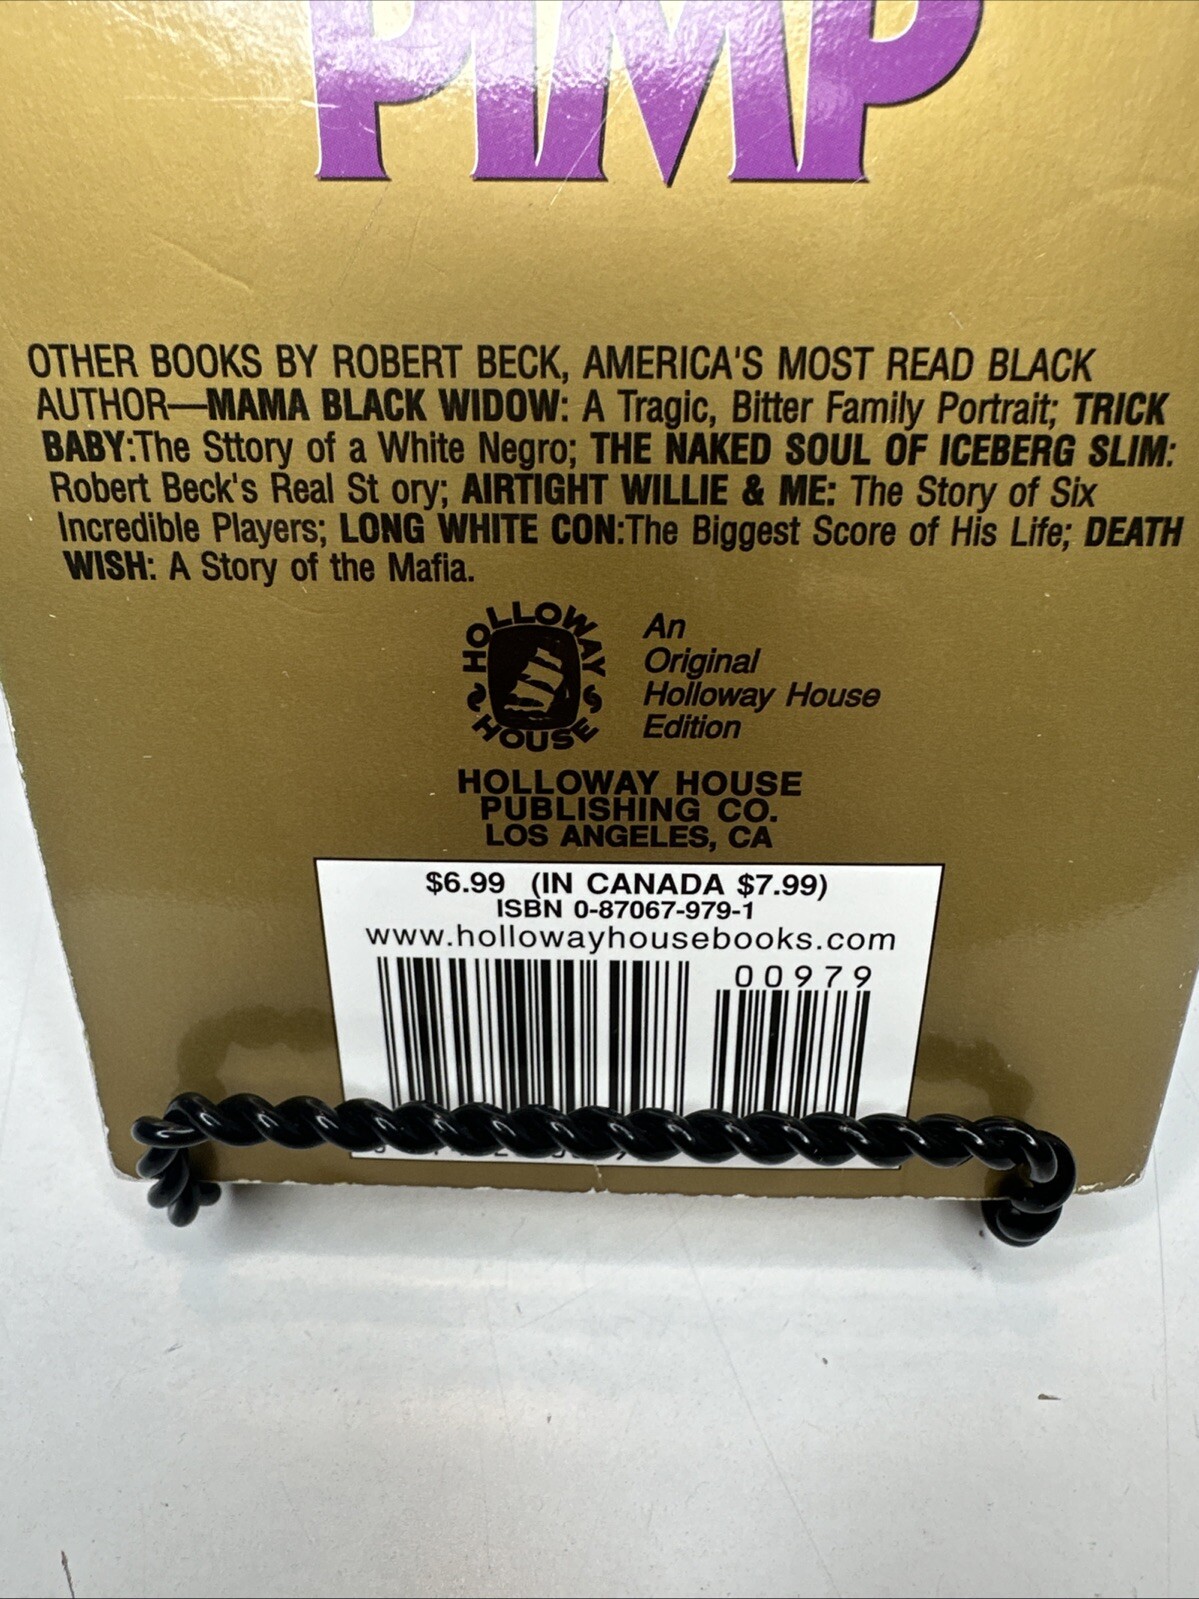 PIMP
OTHER BOOKS BY ROBERT BECK, AMERICA'S MOST READ BLACK
AUTHOR—MAMA BLACK WIDOW: A Tragic, Bitter Family Portrait; TRICK
BABY:The Sttory of a White Negro; THE NAKED SOUL OF ICEBERG SLIM:
Robert Beck's Real St ory; AIRTIGHT WILLIE & ME: The Story of Six
Incredible Players; LONG WHITE CON:The Biggest Score of His Life; DEATH
WISH: A Story of the Mafia.
HOLLOWAY HOUSE
An
Original
Holloway House
Edition
HOLLOWAY HOUSE
PUBLISHING CO.
LOS ANGELES, CA
$6.99 (IN CANADA $7.99)
ISBN 0-87067-979-1
www.hollowayhousebooks.com
00979